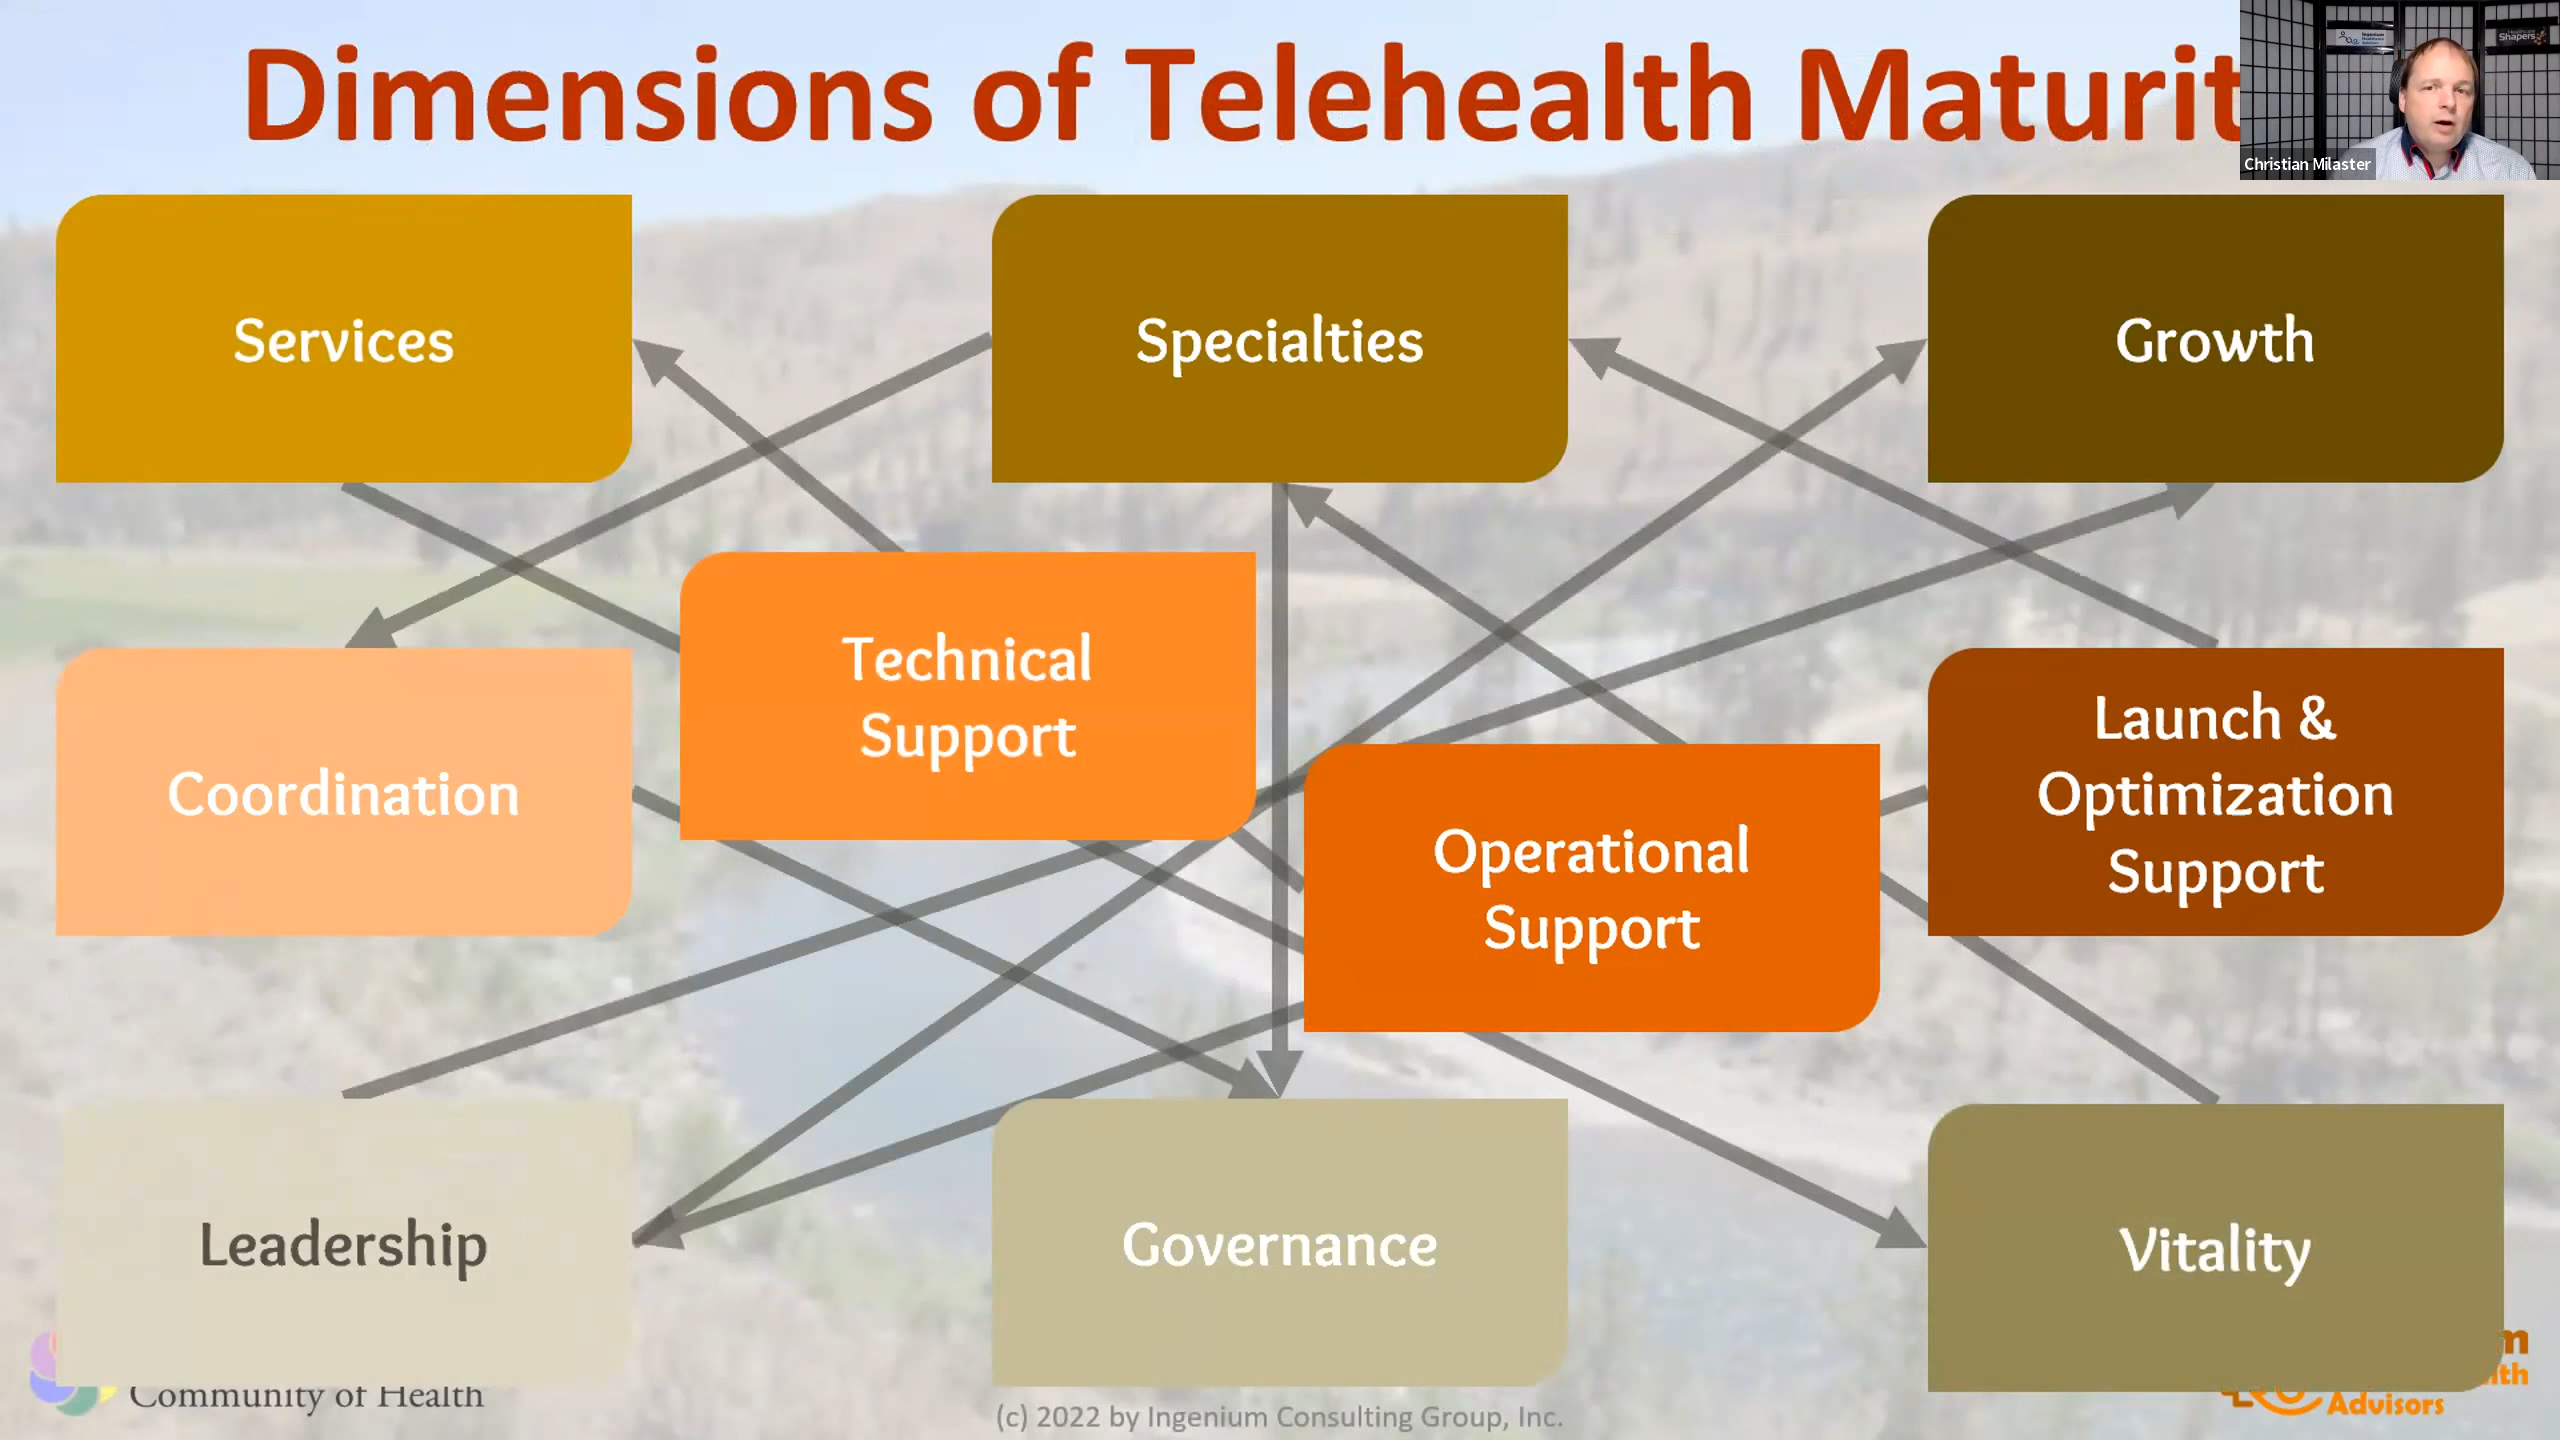 Dimensions of Telehealth Maturit
Christian Milaster
Services
Specialties
Growth
Technical
Support
Coordination
Operational
Support
Launch &
Optimization
Support
Leadership
Governance
Vitality
Community of Health
Advisors
(c) 2022 by Ingenium Consulting Group, Inc.